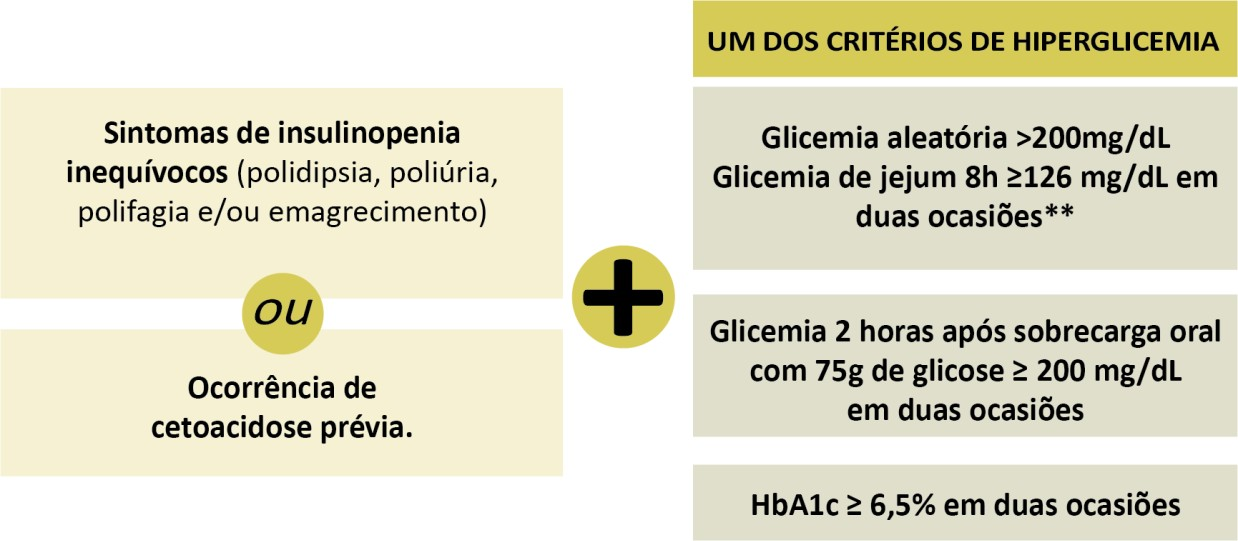 Sintomas de insulinopenia
inequívocos (polidipsia, poliúria,
polifagia e/ou emagrecimento)
ou
Ocorrência de
cetoacidose prévia.
+
UM DOS CRITÉRIOS DE HIPERGLICEMIA
Glicemia aleatória >200mg/dL
Glicemia de jejum 8h ≥126 mg/dL em
duas ocasiões**
Glicemia 2 horas após sobrecarga oral
com 75g de glicose ≥ 200 mg/dL
em duas ocasiões
HbA1c ≥ 6,5% em duas ocasiões